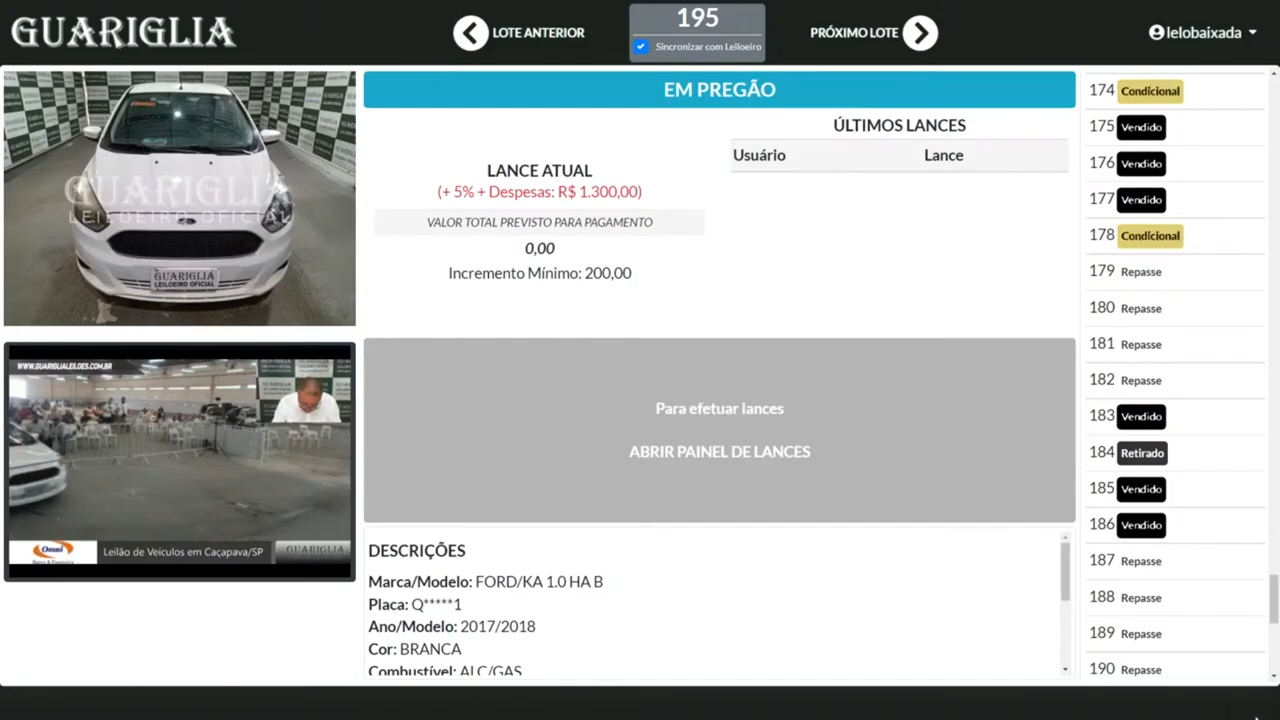 GUARIGLIA
LOTE ANTERIOR
195
Sincronizar com Leiloeiro
PRÓXIMO LOTE
lelobaixada
GUARIGLIA
LEILOEIRO OFICIAL
GUARIGLIA
LEILOEIRO OFICIAL
EM PREGÃO
LANCE ATUAL
(+ 5% + Despesas: R$ 1.300,00)
VALOR TOTAL PREVISTO PARA PAGAMENTO
0,00
Incremento Mínimo: 200,00
ÚLTIMOS LANCES
Usuário Lance
WWW.GUARIGLIALEILOES.COM.BR
Omni
Leilão de Veículos em Caçapava/SP
GUARIGLIA
Para efetuar lances
ABRIR PAINEL DE LANCES
DESCRIÇÕES
Marca/Modelo: FORD/KA 1.0 HA B
Placa: Q*****1
Ano/Modelo: 2017/2018
Cor: BRANCA
Combustível: ALC/GAS
174 Condicional
175 Vendido
176 Vendido
177 Vendido
178 Condicional
179 Repasse
180 Repasse
181 Repasse
182 Repasse
183 Vendido
184 Retirado
185 Vendido
186 Vendido
187 Repasse
188 Repasse
189 Repasse
190 Repasse